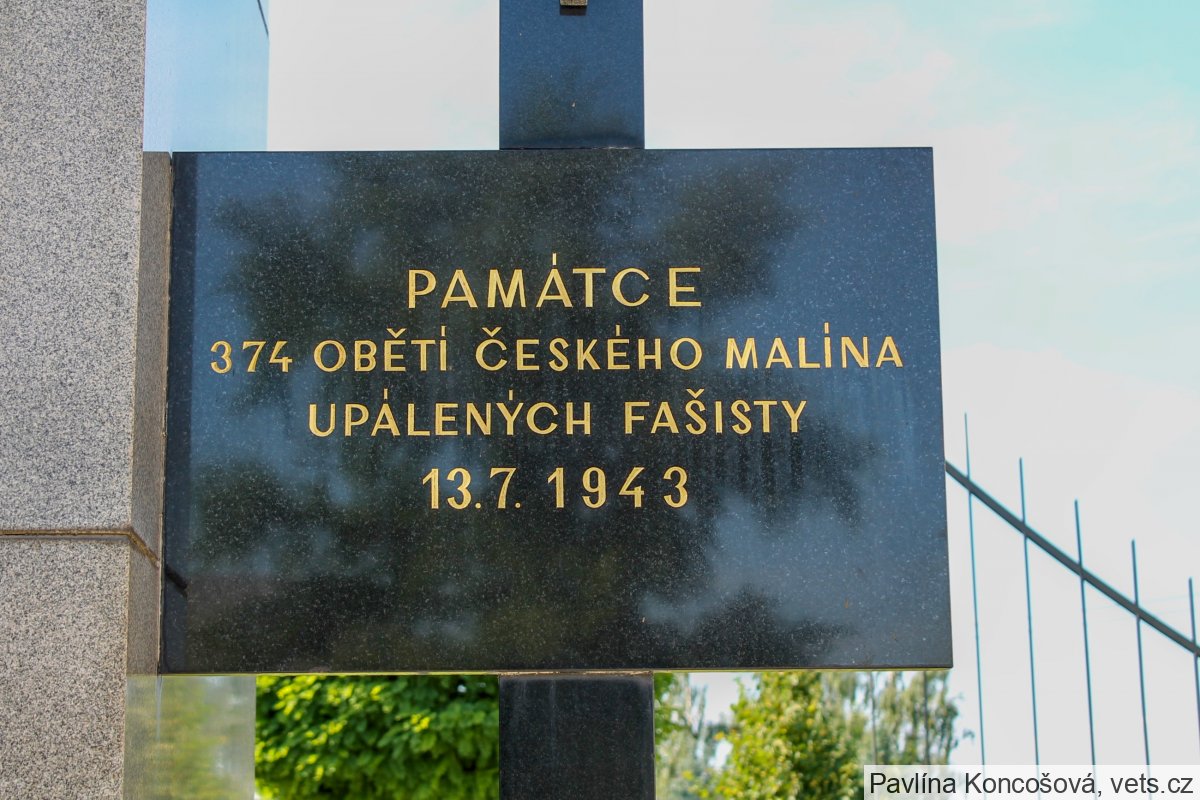 PAMÁTCE
374 OBĚTÍ ČESKÉHO MALÍNA
UPÁLENÝCH FAŠISTY
13.7. 1943
Pavlína Koncošová, vets.cz